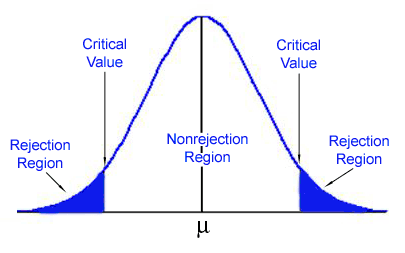 Critical
Value
Critical
Value
Rejection
Region
Nonrejection
Region
Rejection
Region
μ